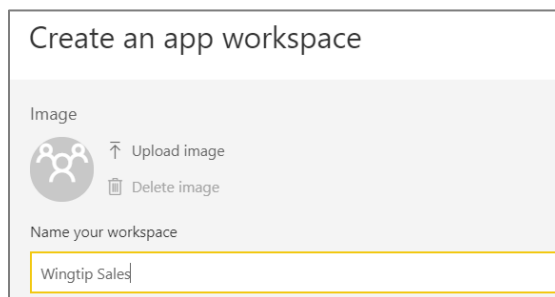 Create an app workspace
Image
Upload image
Delete image
Name your workspace
Wingtip Sales